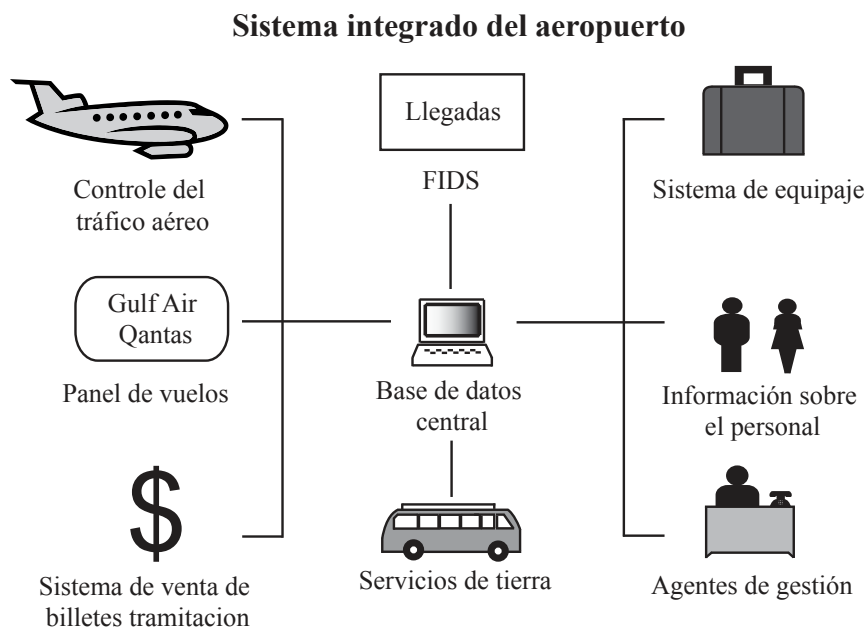 Sistema integrado del aeropuerto
Controle del
tráfico aéreo
Llegadas
FIDS
Sistema de equipaje
Gulf Air
Qantas
Panel de vuelos
Base de datos
central
Información sobre
el personal
$
Sistema de venta de
billetes tramitacion
Servicios de tierra
Agentes de gestión